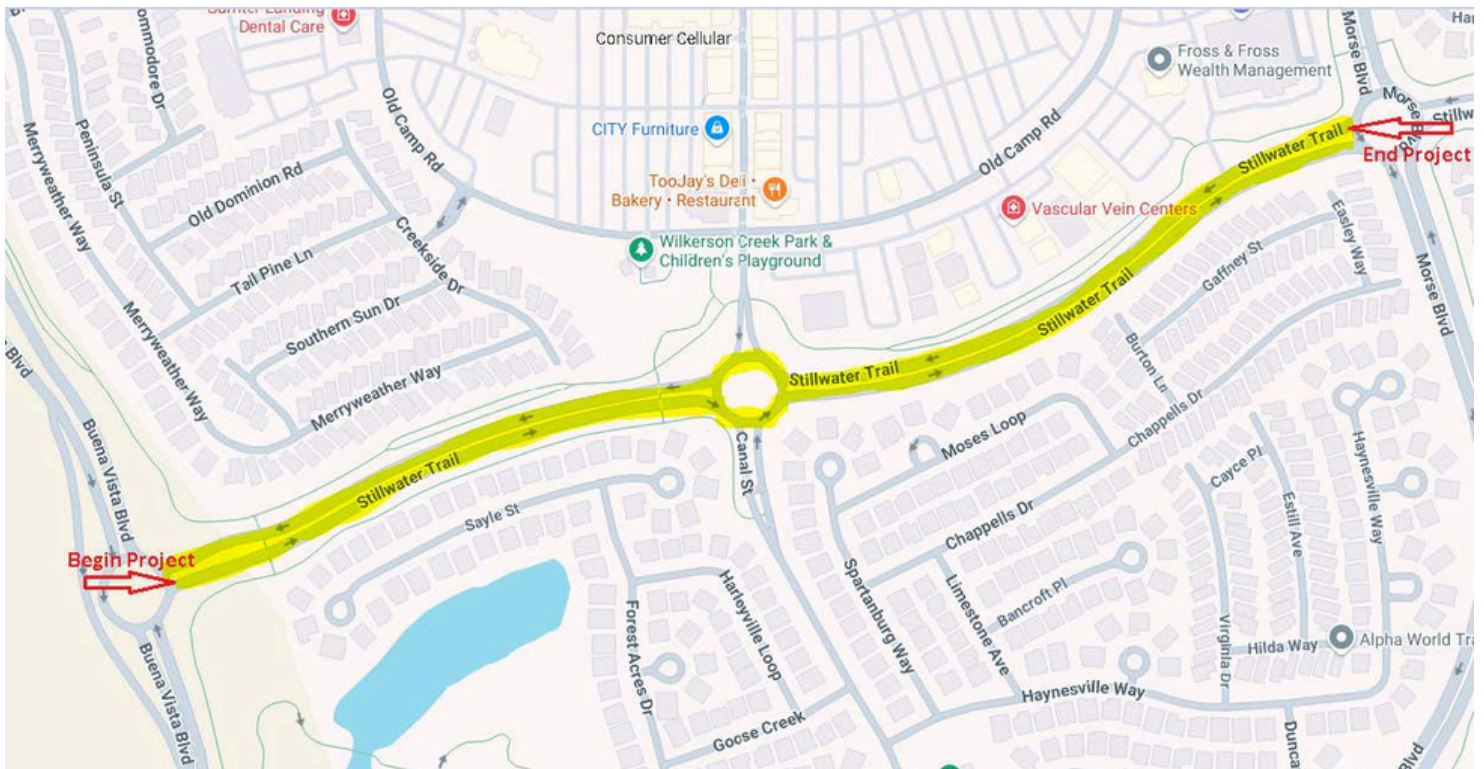 Sumter Landing
Dental Care
Commodore Dr
Consumer Cellular
Morse Blvd
Fross & Fross
Wealth Management
Old Camp Rd
Morse Blvd
Stillw
CITY Furniture
Old Camp Rd
Stillwater Trail
End Project
Merryweather Way
Peninsula St
TooJay's Deli •
Bakery • Restaurant
Vascular Vein Centers
Old Dominion Rd
Easley Way
Creekside Dr
Wilkerson Creek Park &
Children's Playground
Gaffney St
Tail Pine Ln
Stillwater Trail
Morse Blvd
Southern Sun Dr
Merryweather Way
Burton Ln
Blvd
Stillwater Trail
Merryweather Way
Chappells Dr
Moses Loop
Haynesville Way
Buena Vista Blvd
Canal St
Stillwater Trail
Cayce Pl
Estill Ave
Sayle St
Chappells Dr
Begin Project
Spartanburg Way
Limestone Ave
Bancroft Pl
Harleyville Loop
Forest Acres Dr
Virginia Dr
Hilda Way
Alpha World Tra
Buena Vista Blvd
Haynesville Way
Goose Creek
Dunca
Blvd